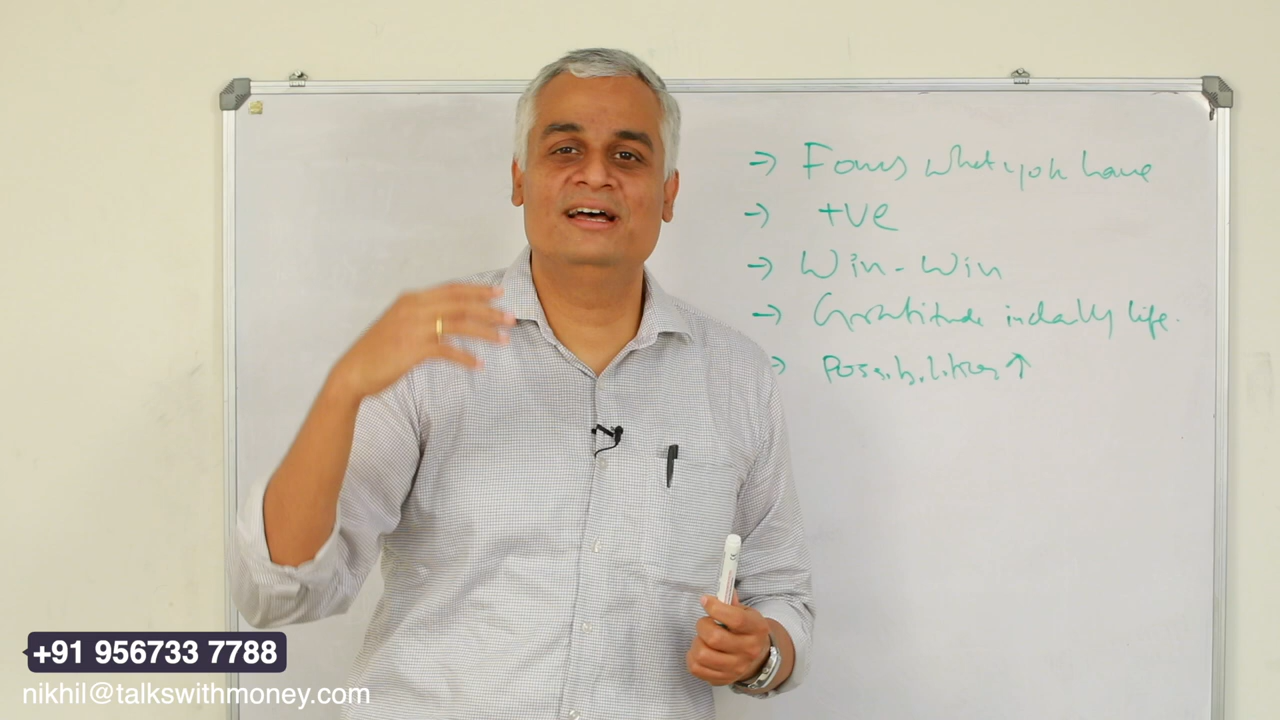 → Focus what you have
→ +ve
→ Win-Win
→ Gratitude in daily life.
→ Possibilities ↑
+91 956733 7788
nikhil@talkswithmoney.com